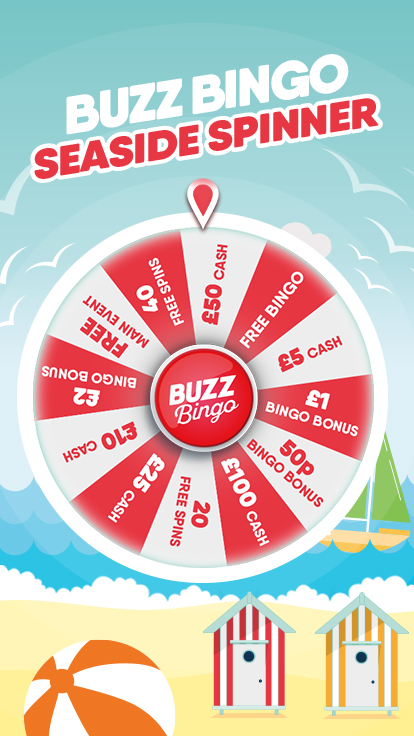 BUZZ BINGO
SEASIDE SPINNER
£50 CASH
FREE BINGO
£5 CASH
£1
BINGO BONUS
50p
BINGO BONUS
£100 CASH
20
FREE SPINS
£25 CASH
£10 CASH
£2
BINGO BONUS
FREE
MAIN EVENT
40
FREE SPINS
BUZZ
Bingo